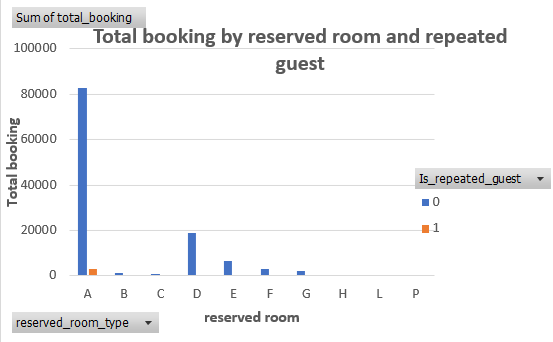 Sum of total_booking
Total booking by reserved room and repeated
guest
100000
80000
60000
40000
20000
0
Total booking
A B C D E F G H L P
reserved room
Is_repeated_guest
0
1
reserved_room_type